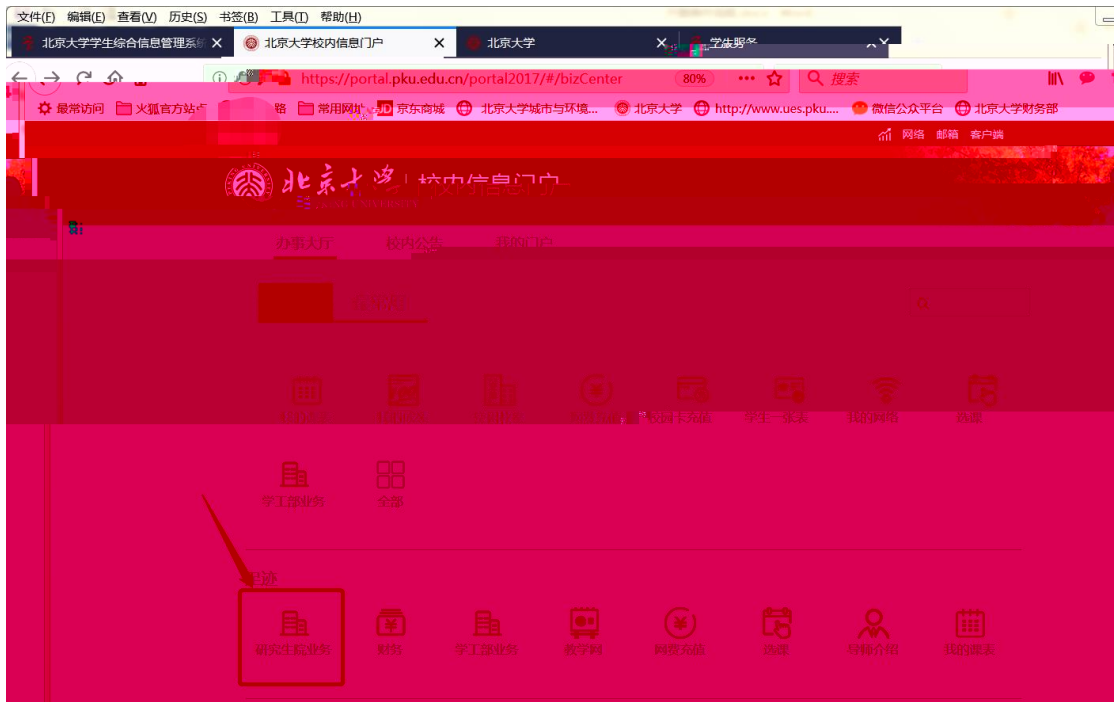 文件(F) 编辑(E) 查看(V) 历史(S) 书签(B) 工具(T) 帮助(H)
北京大学学生综合信息管理系统 北京大学校内信息门户 北京大学
https://portal.pku.edu.cn/portal2017/#/bizCenter 80% 搜索
最常访问 火狐官方站点 常用网址 JD 京东商城 北京大学城市与环境... 北京大学 http://www.ues.pku.... 微信公众平台 北京大学财务部
网络 邮箱 客户端
北京大学 校内信息门户
办事大厅 校内公告 我的门户
校园卡充值 学生一张表 我的网络 选课
学工部业务 全部
足迹
研究生院业务 财务 学工部业务 教学网 网费充值 选课 导师介绍 我的课表